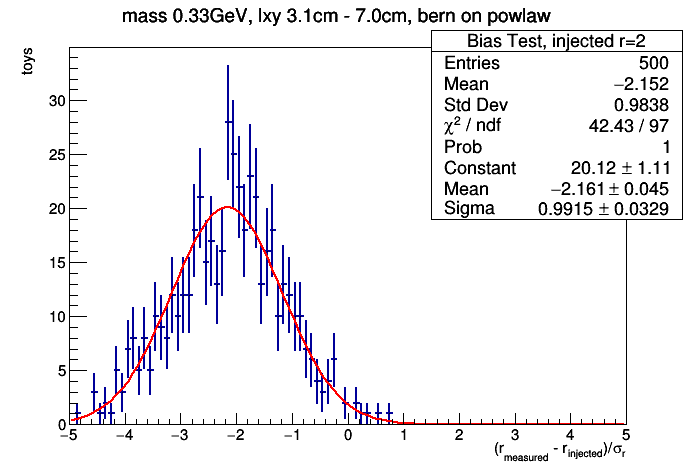 mass 0.33GeV, lxy 3.1cm - 7.0cm, bern on powlaw
Bias Test, injected r=2
Entries 500
Mean −2.152
Std Dev 0.9838
χ² / ndf 42.43 / 97
Prob 1
Constant 20.12 ± 1.11
Mean −2.161 ± 0.045
Sigma 0.9915 ± 0.0329
toys
30
25
20
15
10
5
0
−5 −4 −3 −2 −1 0 1 2 3 4 5
(r_measured - r_injected)/σ_r